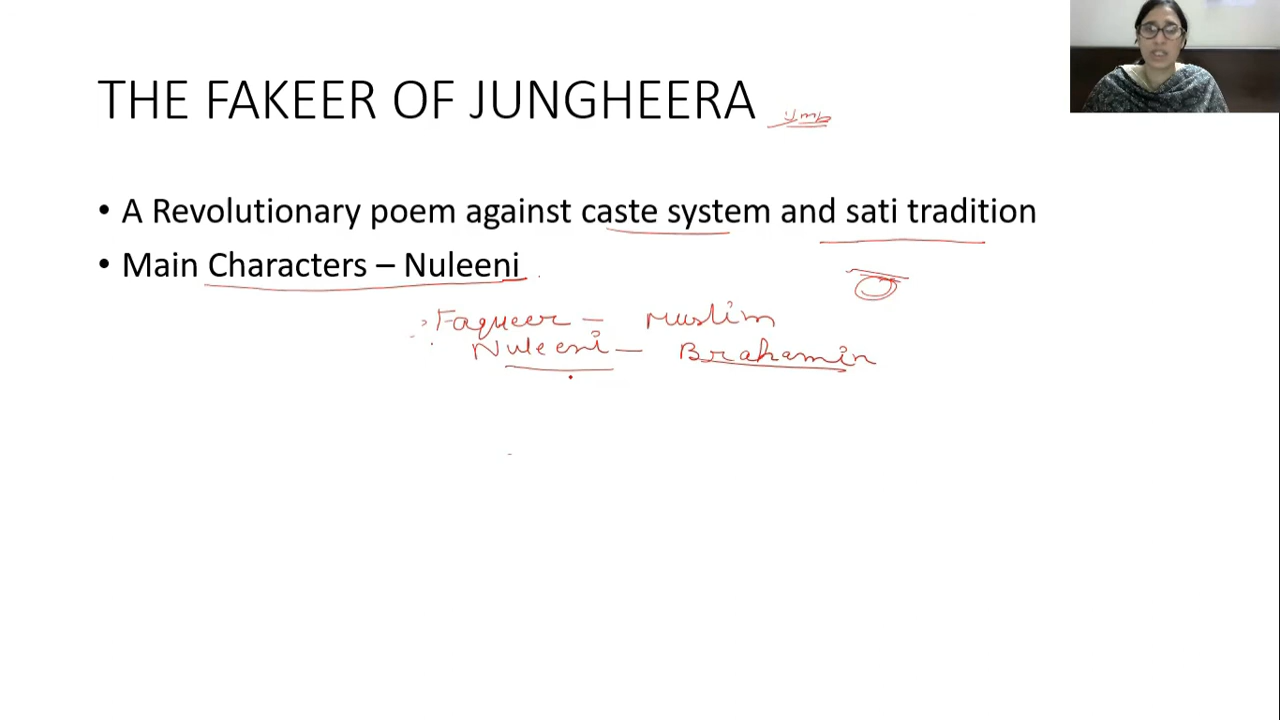 THE FAKEER OF JUNGHEERA
Imp
• A Revolutionary poem against caste system and sati tradition
• Main Characters – Nuleeni
Faqueer – Muslim
Nuleeni – Brahamin